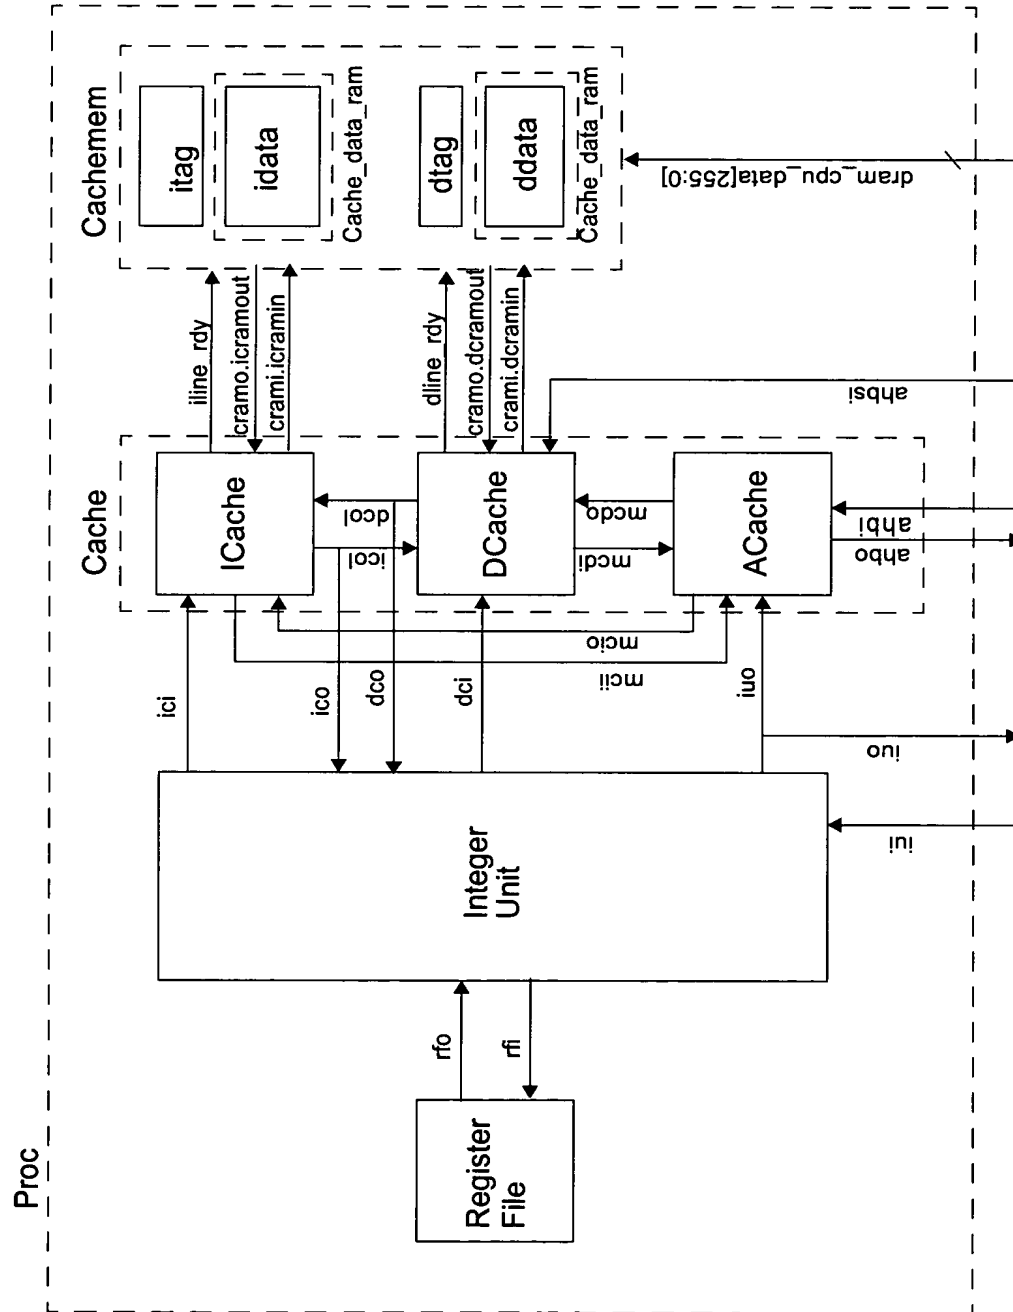 Proc
Register
File
rfo
rfi
Integer
Unit
iui
iuo
ici
ico
dco
dci
iuo
mcii
mcio
Cache
ICache
icol
dcol
DCache
mcdi
mcdo
ACache
ahbo
ahbi
ahbsi
iline_rdy
cramo.icramout
crami.icramin
dline_rdy
cramo.dcramout
crami.dcramin
Cachemem
itag
idata
Cache_data_ram
dtag
ddata
Cache_data_ram
dram_cpu_data[255:0]